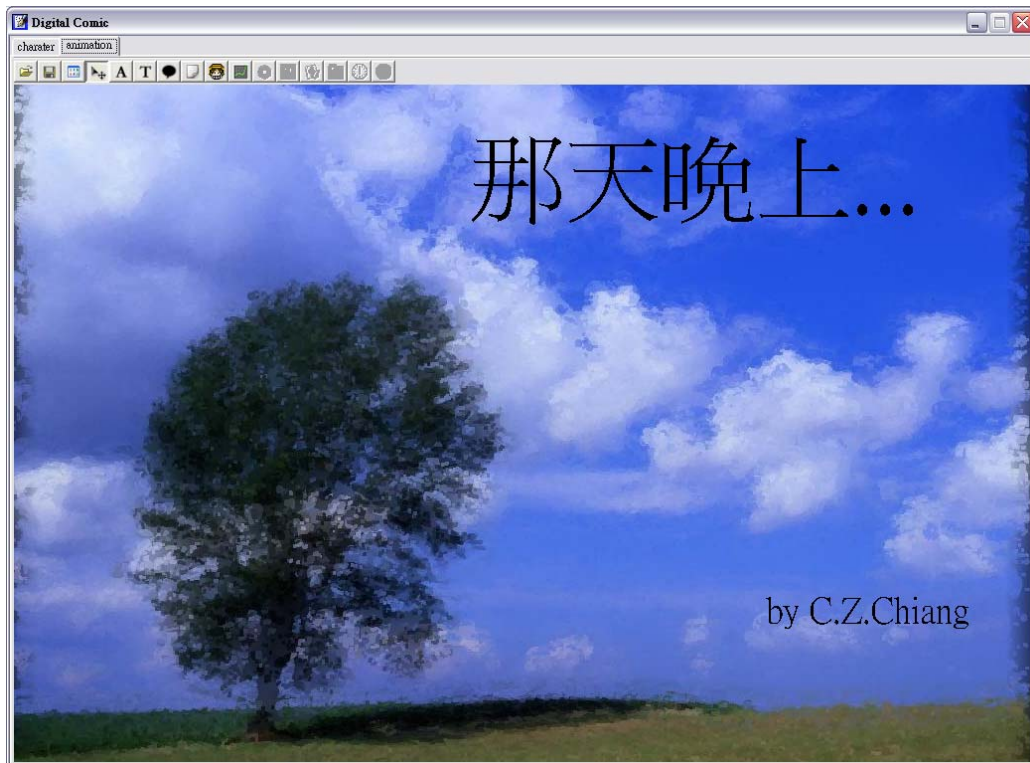 Digital Comic
charater animation
A T
那天晚上...
by C.Z.Chiang